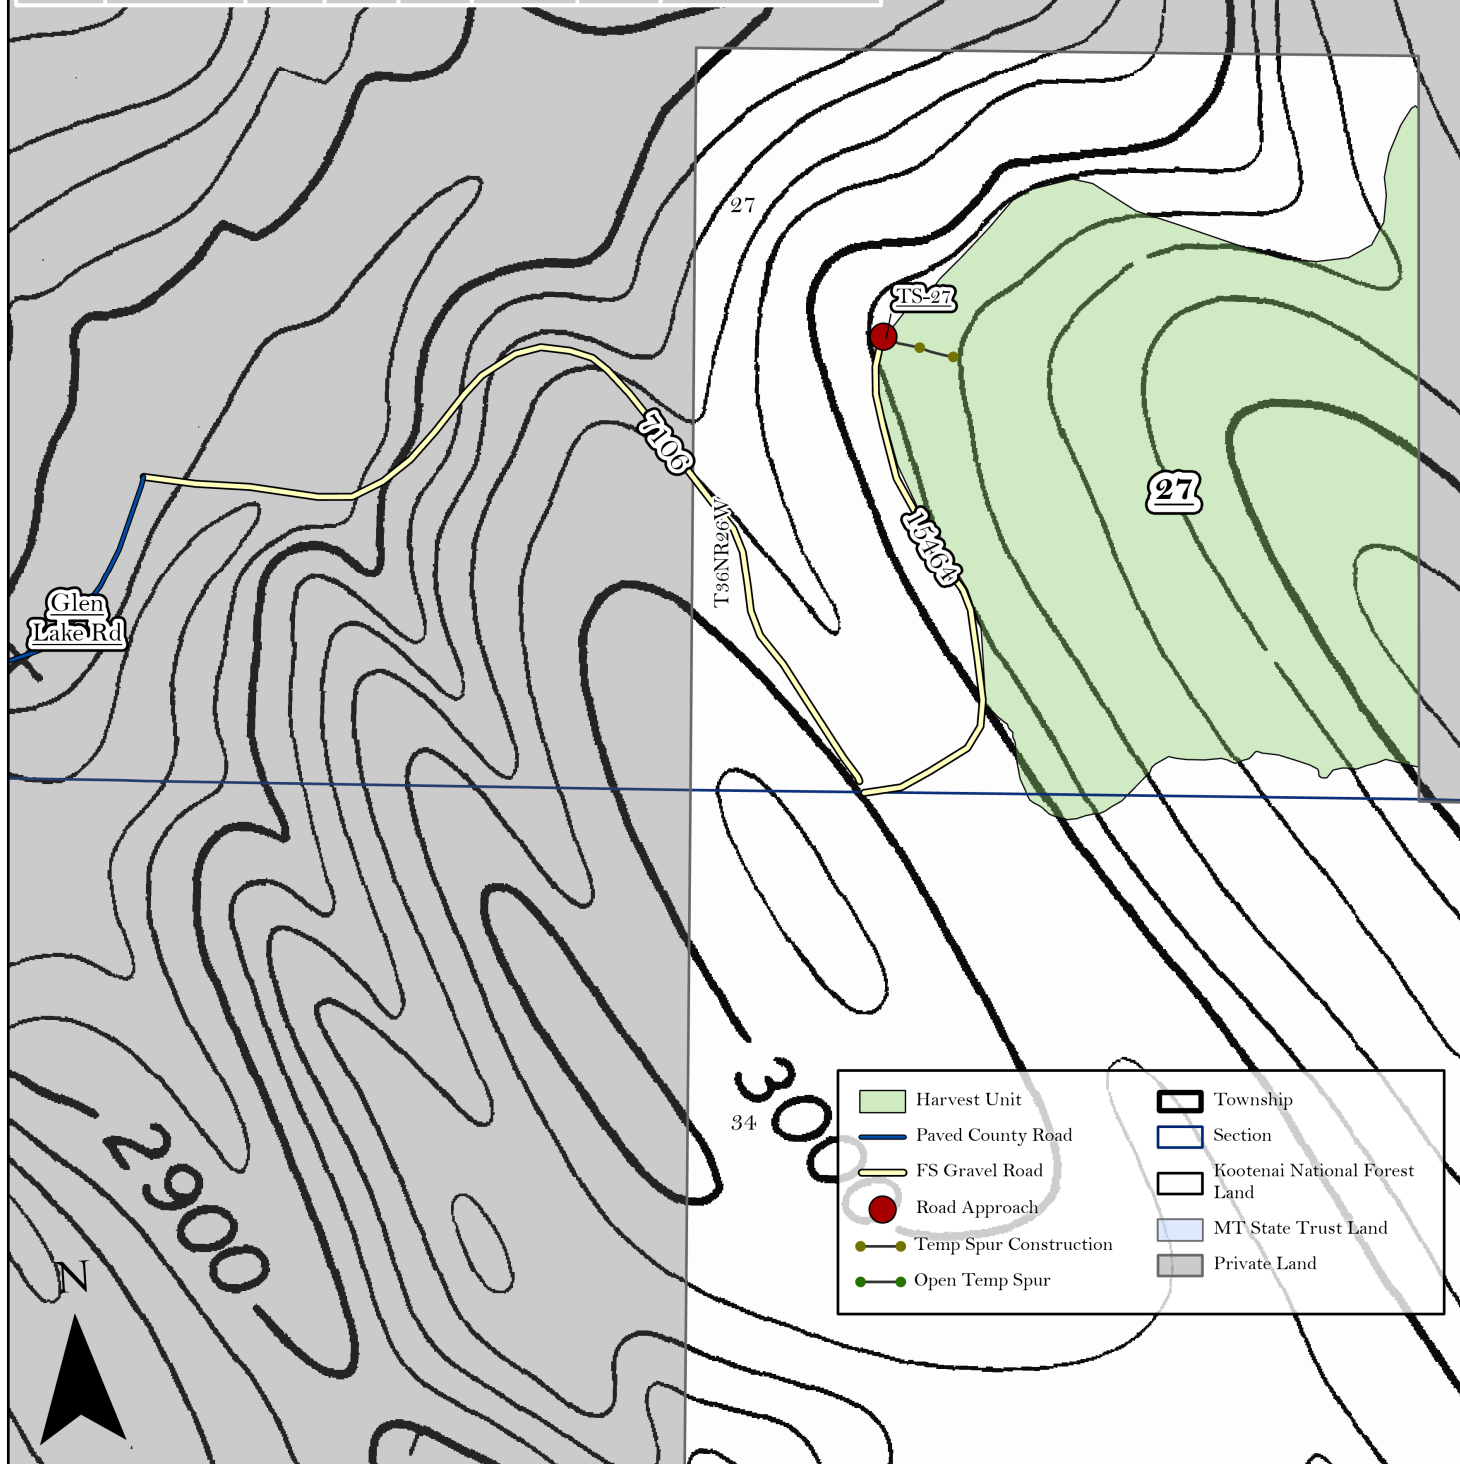 27
TS-27
7106
27
T36NR26W
15464
Glen
Lake Rd
3000
34
2900
N
Harvest Unit
Paved County Road
FS Gravel Road
Road Approach
Temp Spur Construction
Open Temp Spur
Township
Section
Kootenai National Forest
Land
MT State Trust Land
Private Land